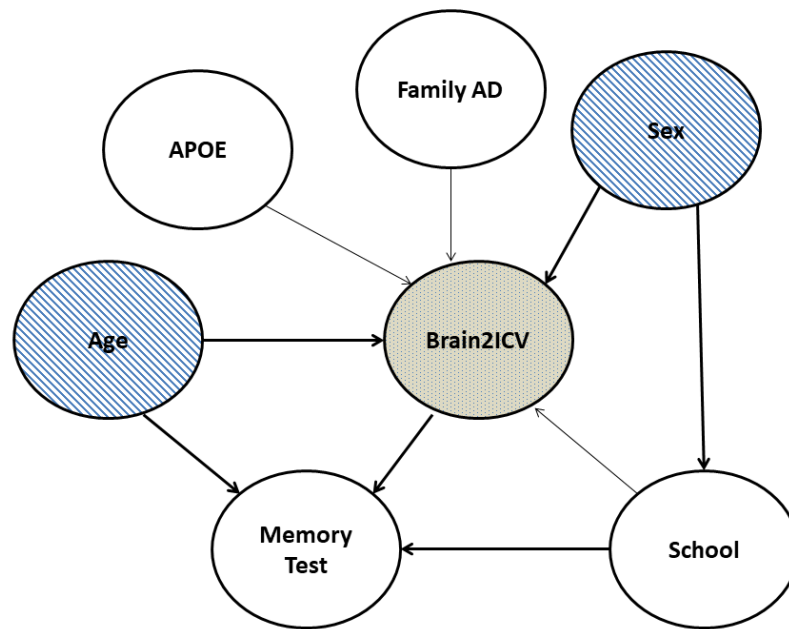 Family AD
Sex
APOE
Age
Brain2ICV
Memory
Test
School